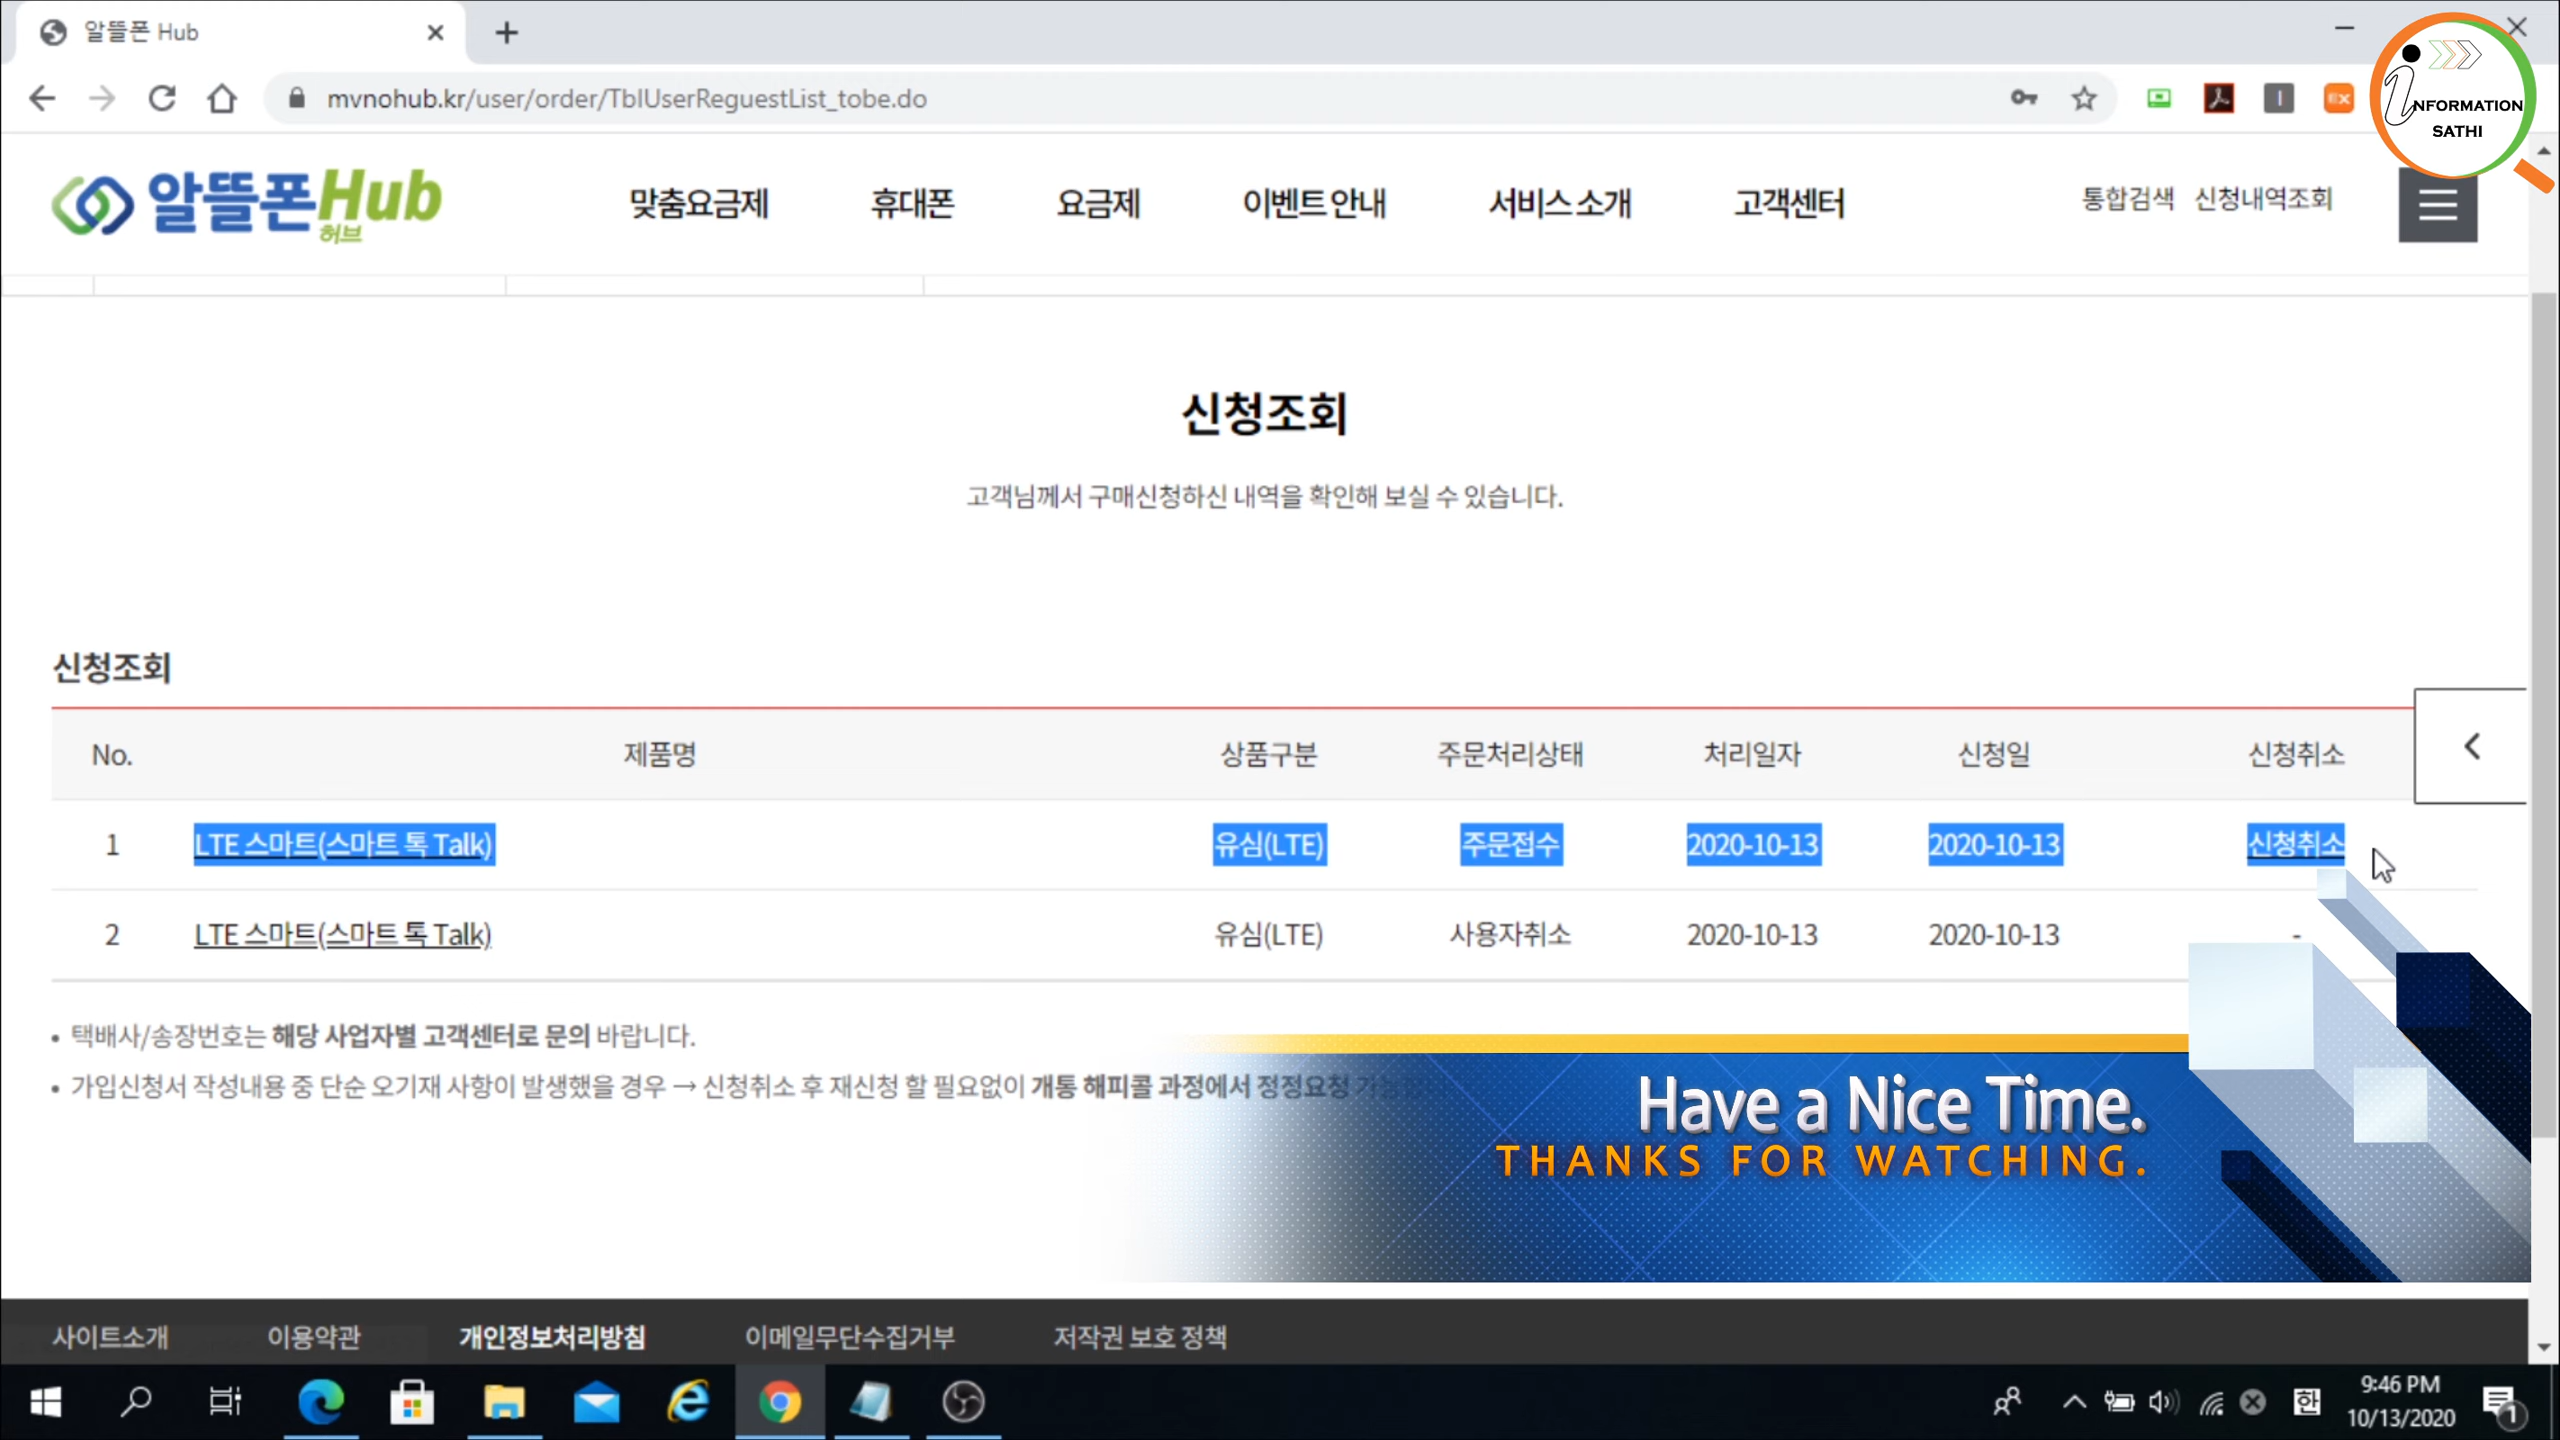 알뜰폰 Hub
mvnohub.kr/user/order/TblUserReguestList_tobe.do
iNFORMATION
SATHI
알뜰폰Hub
허브
맞춤요금제 휴대폰 요금제 이벤트 안내 서비스 소개 고객센터 통합검색 신청내역조회
신청조회
고객님께서 구매신청하신 내역을 확인해 보실 수 있습니다.
신청조회
No. 제품명 상품구분 주문처리상태 처리일자 신청일 신청취소
1 LTE 스마트(스마트 톡 Talk) 유심(LTE) 주문접수 2020-10-13 2020-10-13 신청취소
2 LTE 스마트(스마트 톡 Talk) 유심(LTE) 사용자취소 2020-10-13 2020-10-13 -
• 택배사/송장번호는 해당 사업자별 고객센터로 문의 바랍니다.
• 가입신청서 작성내용 중 단순 오기재 사항이 발생했을 경우 → 신청취소 후 재신청 할 필요없이 개통 해피콜 과정에서 정정요청
Have a Nice Time.
THANKS FOR WATCHING.
사이트소개 이용약관 개인정보처리방침 이메일무단수집거부 저작권 보호 정책
한
9:46 PM
10/13/2020
1